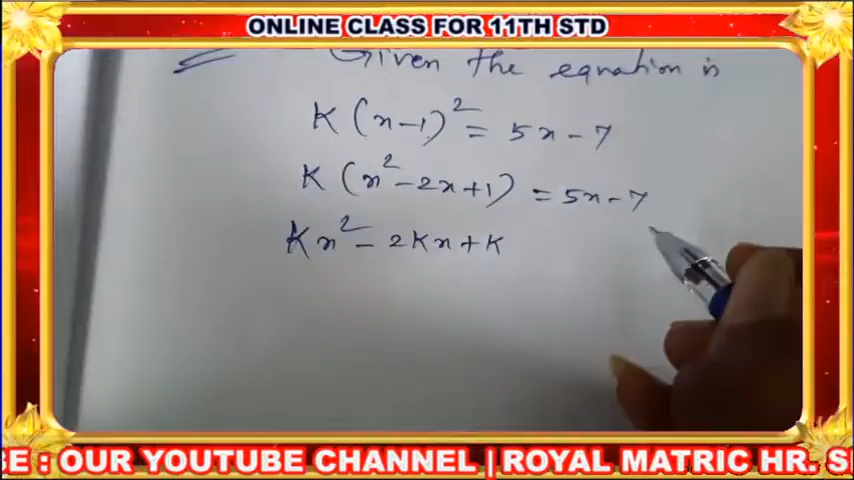 ONLINE CLASS FOR 11TH STD
Given the equation is
K(x-1)² = 5x-7
K(x²-2x+1) = 5x-7
Kx²-2Kx+K
E : OUR YOUTUBE CHANNEL | ROYAL MATRIC HR. S